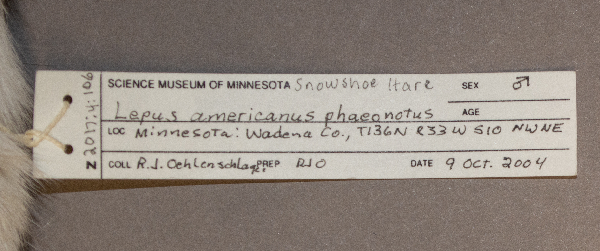 SCIENCE MUSEUM OF MINNESOTA Snowshoe Hare SEX ♂
Lepus americanus phaeonotus AGE
LOC Minnesota: Wadena Co., T136N R33W S10 NWNE
COLL R.J. Oehlenschlager PREP RJO DATE 9 OCT. 2004
Z 2017:4:106